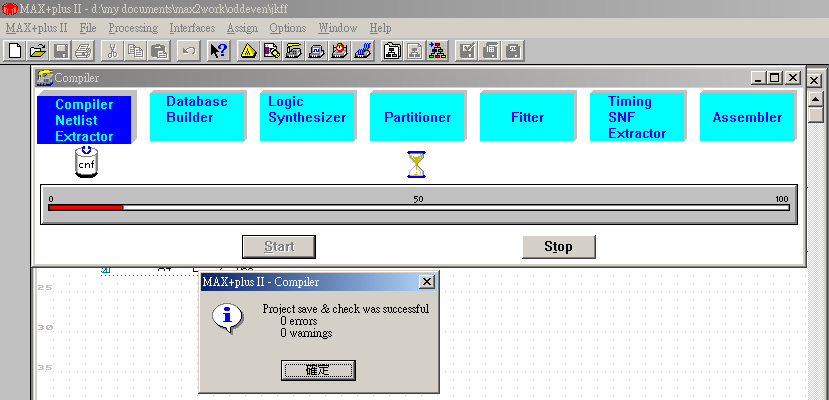 MAX+plus II - d:\my documents\max2work\oddeven\jkff
MAX+plus II File Processing Interfaces Assign Options Window Help
Compiler
Compiler Netlist Extractor
Database Builder
Logic Synthesizer
Partitioner
Fitter
Timing SNF Extractor
Assembler
cnf
0 50 100
Start Stop
25
MAX+plus II - Compiler
Project save & check was successful
0 errors
0 warnings
30
確定
35